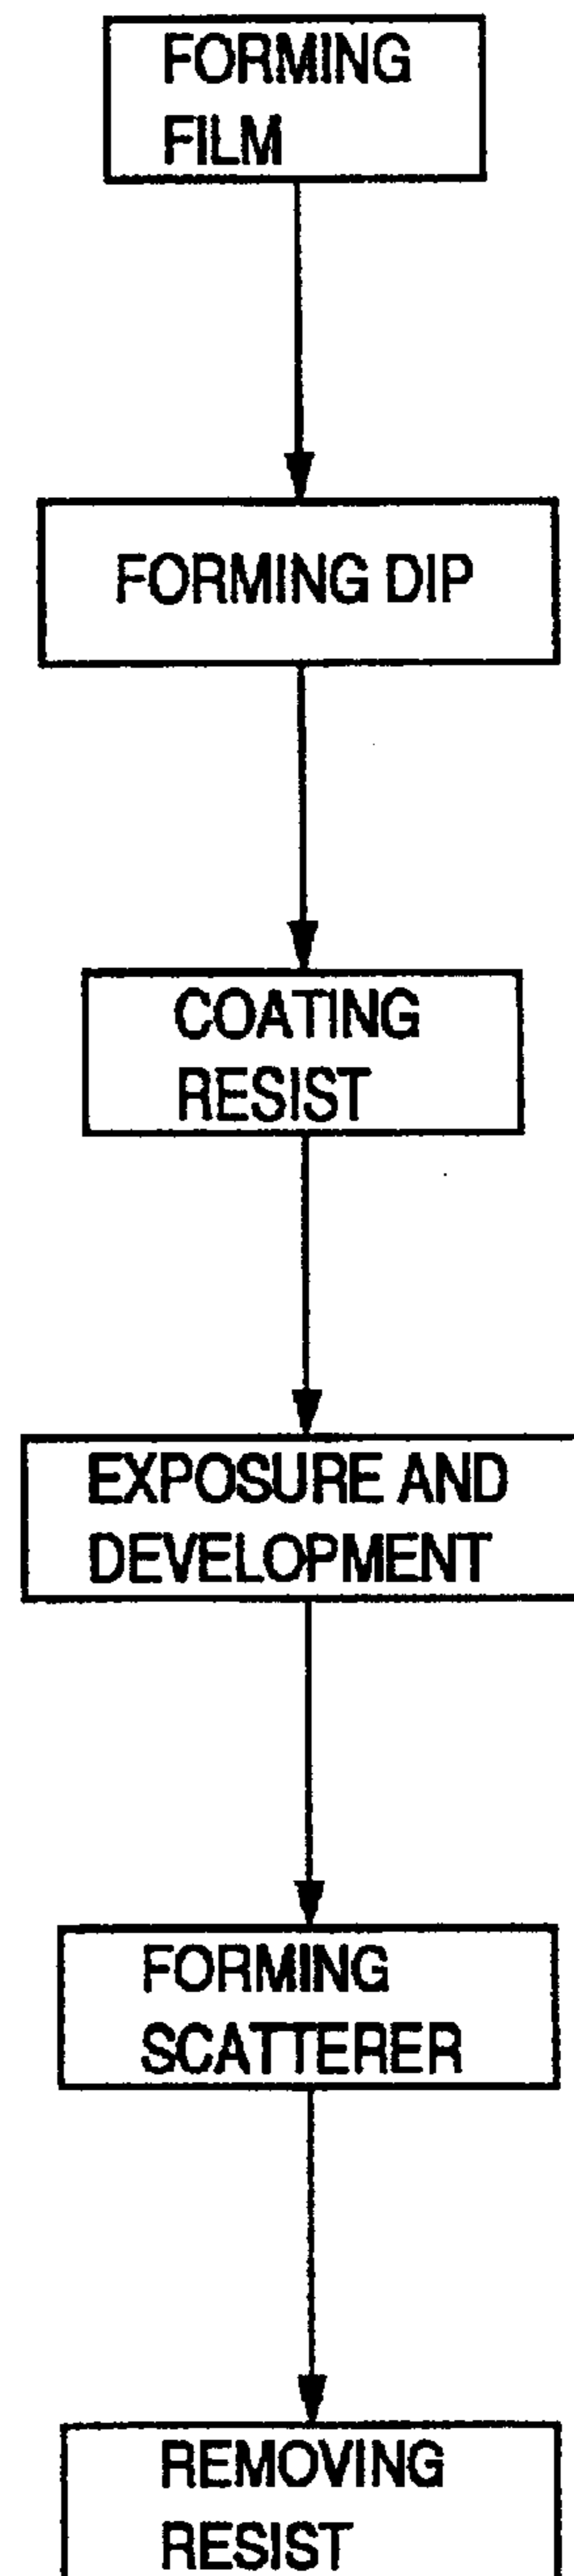 FORMING
FILM
FORMING DIP
COATING
RESIST
EXPOSURE AND
DEVELOPMENT
FORMING
SCATTERER
REMOVING
RESIST